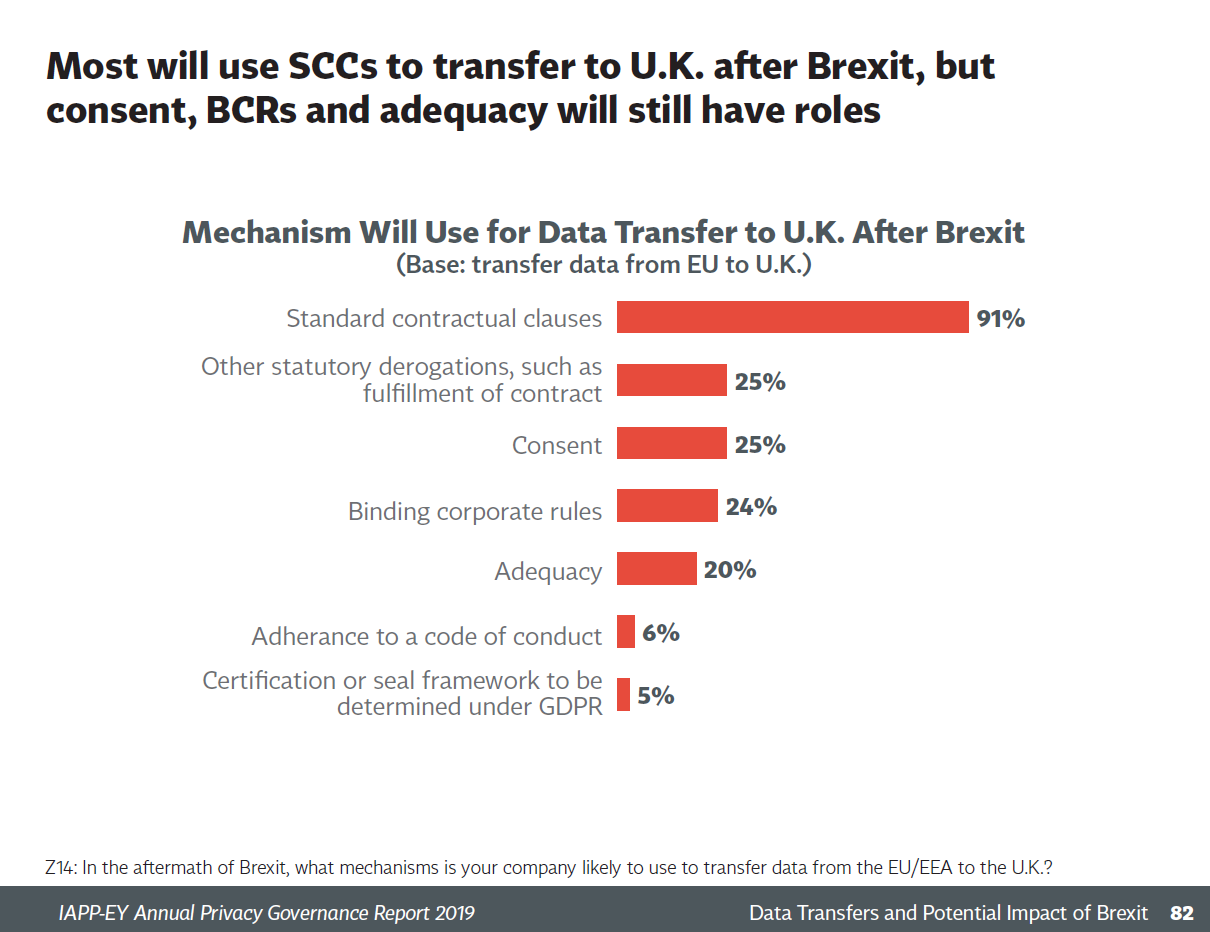 Most will use SCCs to transfer to U.K. after Brexit, but
consent, BCRs and adequacy will still have roles
Mechanism Will Use for Data Transfer to U.K. After Brexit
(Base: transfer data from EU to U.K.)
Standard contractual clauses 91%
Other statutory derogations, such as
fulfillment of contract 25%
Consent 25%
Binding corporate rules 24%
Adequacy 20%
Adherance to a code of conduct 6%
Certification or seal framework to be
determined under GDPR 5%
Z14: In the aftermath of Brexit, what mechanisms is your company likely to use to transfer data from the EU/EEA to the U.K.?
IAPP-EY Annual Privacy Governance Report 2019 Data Transfers and Potential Impact of Brexit 82